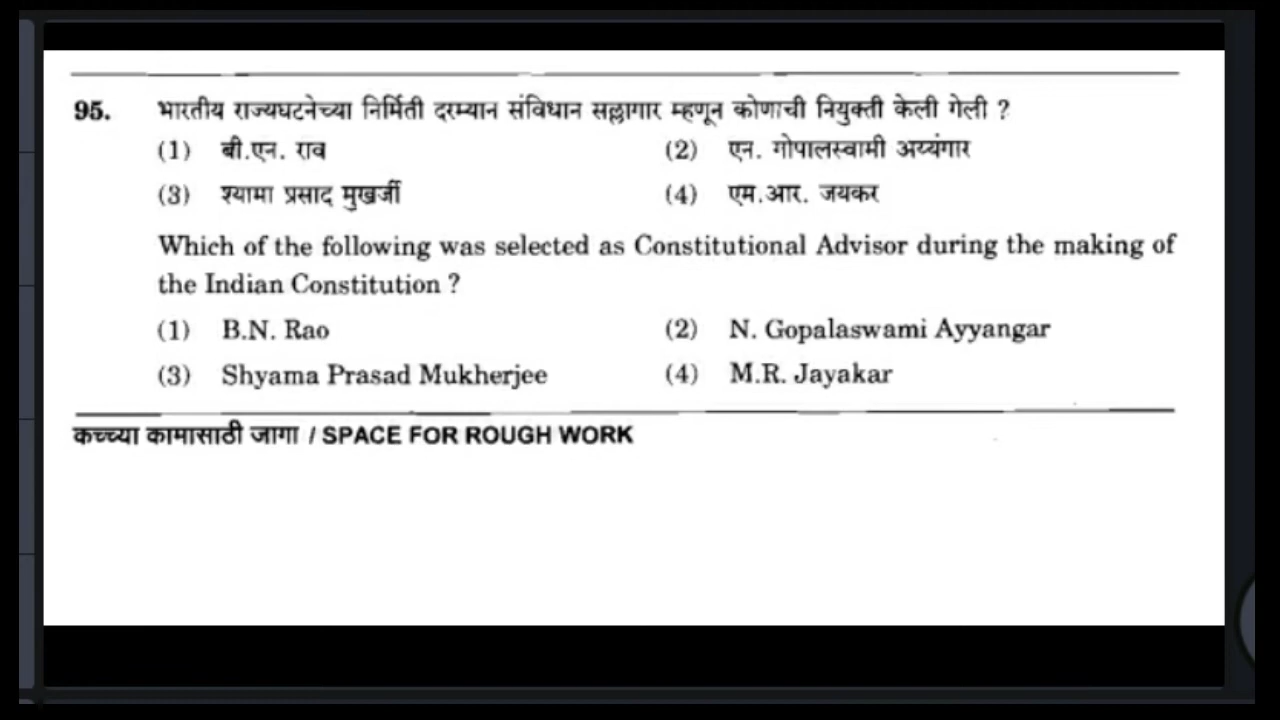 95. भारतीय राज्यघटनेच्या निर्मिती दरम्यान संविधान सल्लागार म्हणून कोणाची नियुक्ती केली गेली ?
(1) बी.एन. राव (2) एन. गोपालस्वामी अय्यंगार
(3) श्यामा प्रसाद मुखर्जी (4) एम.आर. जयकर
Which of the following was selected as Constitutional Advisor during the making of
the Indian Constitution ?
(1) B.N. Rao (2) N. Gopalaswami Ayyangar
(3) Shyama Prasad Mukherjee (4) M.R. Jayakar
कच्च्या कामासाठी जागा / SPACE FOR ROUGH WORK